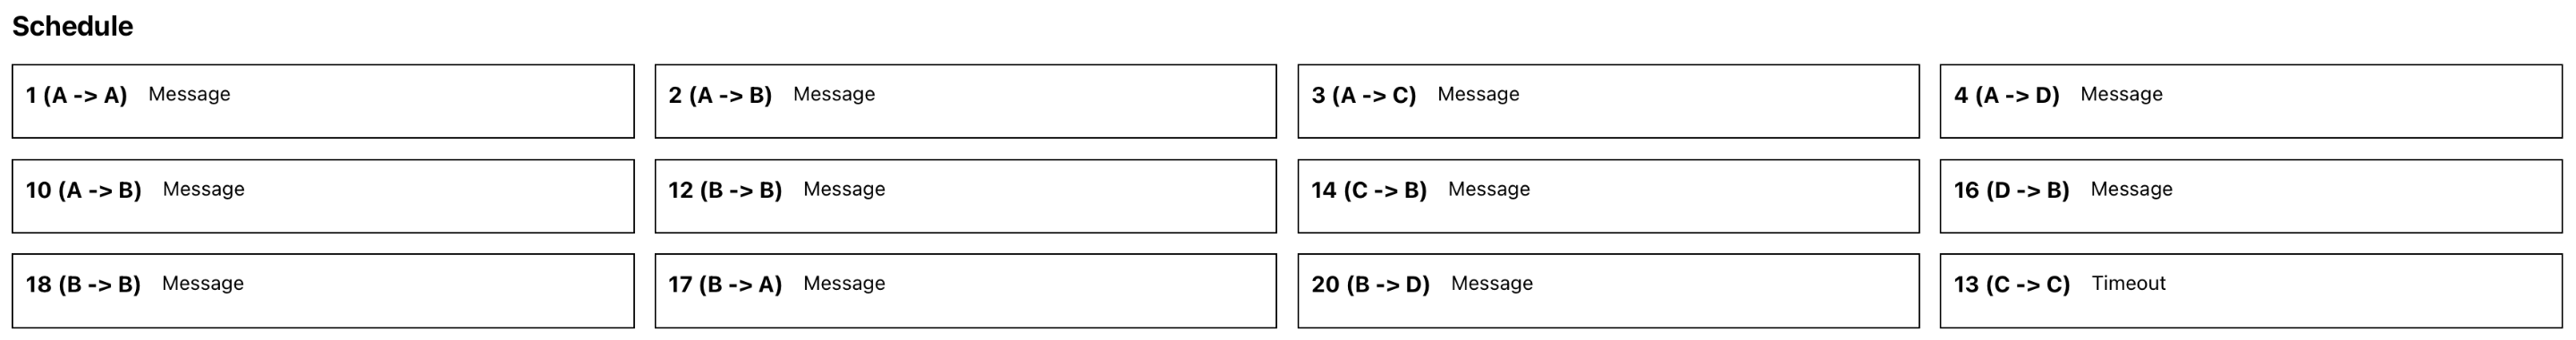 Schedule
1 (A -> A) Message
2 (A -> B) Message
3 (A -> C) Message
4 (A -> D) Message
10 (A -> B) Message
12 (B -> B) Message
14 (C -> B) Message
16 (D -> B) Message
18 (B -> B) Message
17 (B -> A) Message
20 (B -> D) Message
13 (C -> C) Timeout